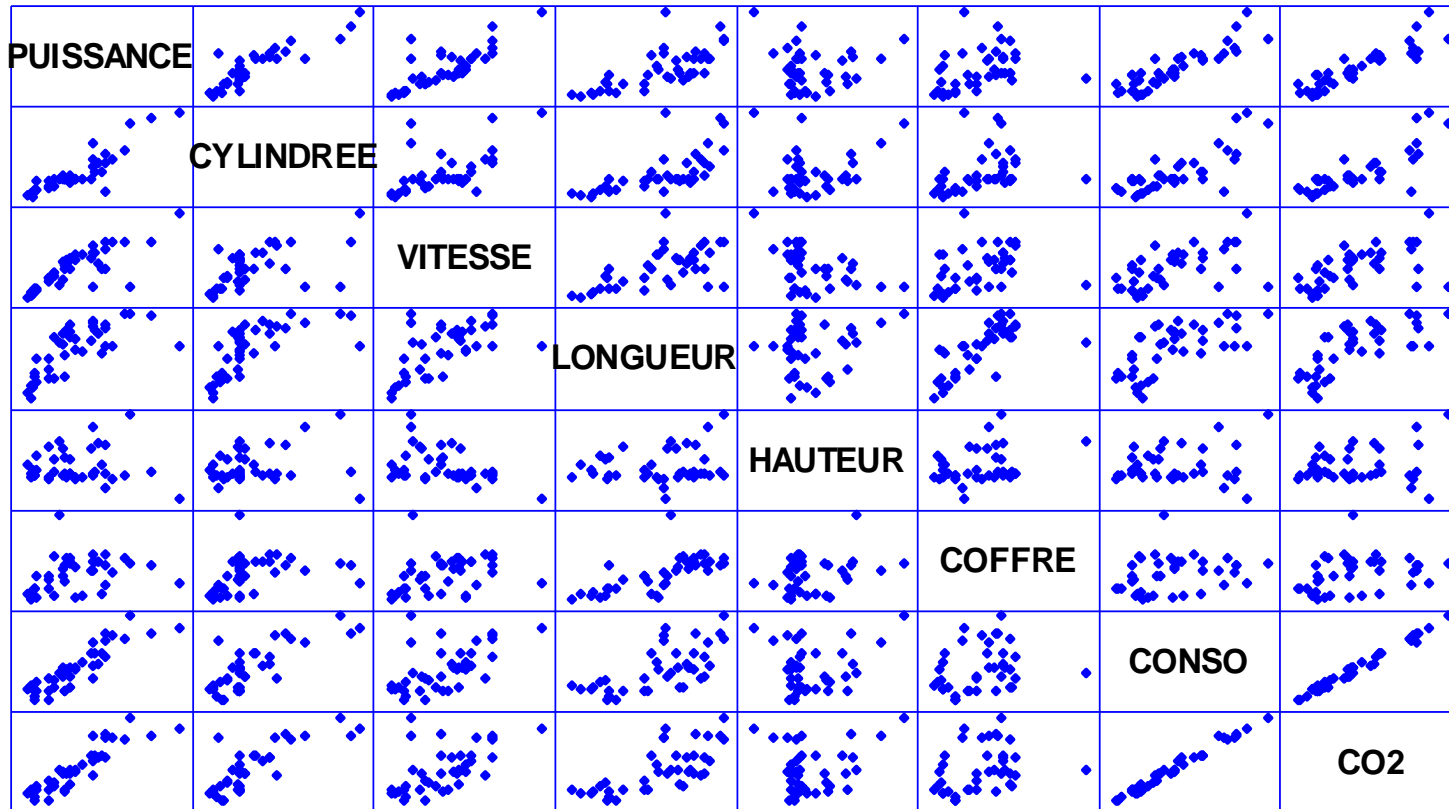 PUISSANCE
CYLINDREE
VITESSE
LONGUEUR
HAUTEUR
COFFRE
CONSO
CO2